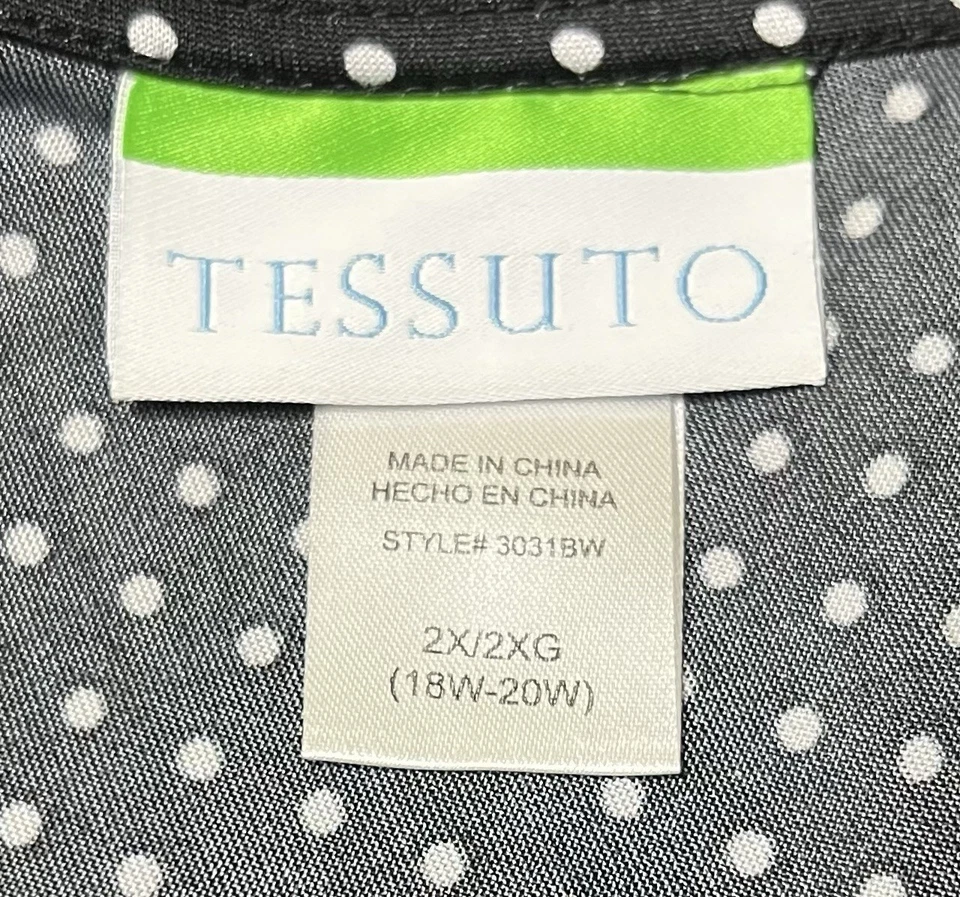 TESSUTO
MADE IN CHINA
HECHO EN CHINA
STYLE# 3031BW
2X/2XG
(18W-20W)